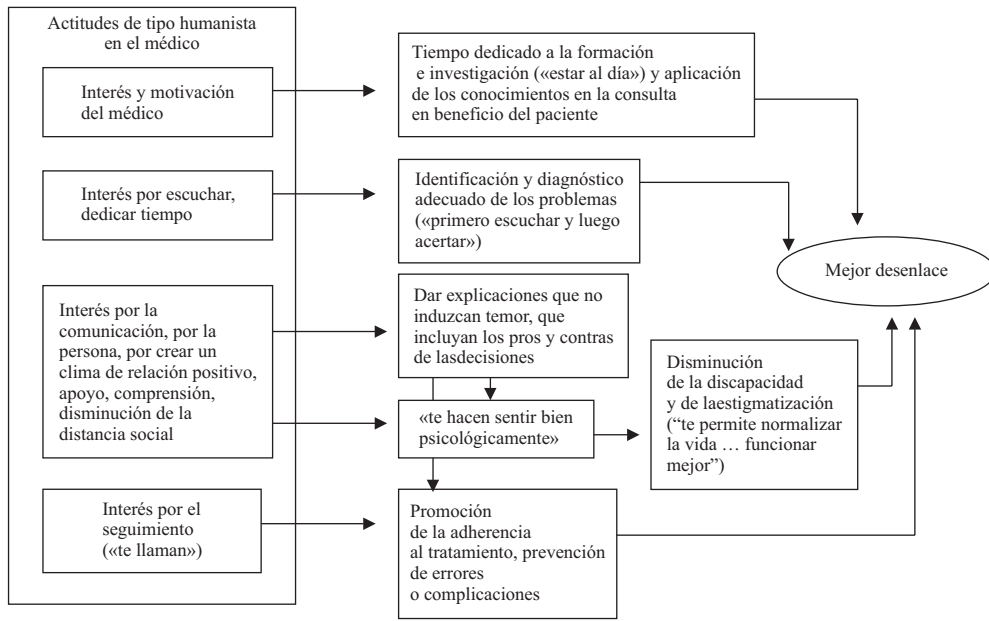 Actitudes de tipo humanista
en el médico
Interés y motivación
del médico
Tiempo dedicado a la formación
e investigación («estar al día») y aplicación
de los conocimientos en la consulta
en beneficio del paciente
Interés por escuchar,
dedicar tiempo
Identificación y diagnóstico
adecuado de los problemas
(«primero escuchar y luego
acertar»)
Mejor desenlace
Interés por la
comunicación, por la
persona, por crear un
clima de relación positivo,
apoyo, comprensión,
disminución de la
distancia social
Dar explicaciones que no
induzcan temor, que
incluyan los pros y contras
de lasdecisiones
«te hacen sentir bien
psicológicamente»
Disminución
de la discapacidad
y de laestigmatización
(“te permite normalizar
la vida … funcionar
mejor”)
Interés por el
seguimiento
(«te llaman»)
Promoción
de la adherencia
al tratamiento, prevención
de errores
o complicaciones